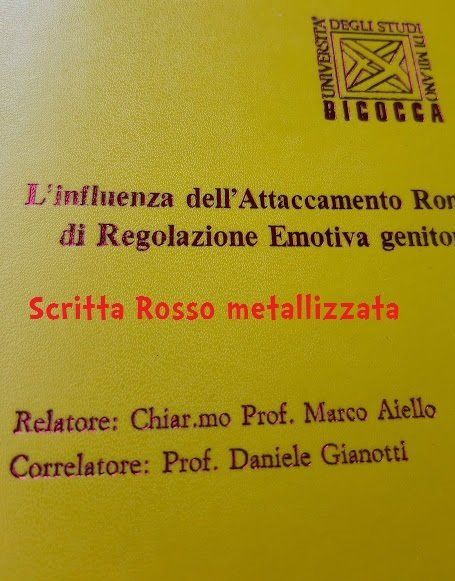 UNIVERSITÀ
DEGLI STUDI
DI MILANO
BICOCCA
L'influenza dell'Attaccamento Rom
di Regolazione Emotiva genitor
Scritta Rosso metallizzata
Relatore: Chiar.mo Prof. Marco Aiello
Correlatore: Prof. Daniele Gianotti